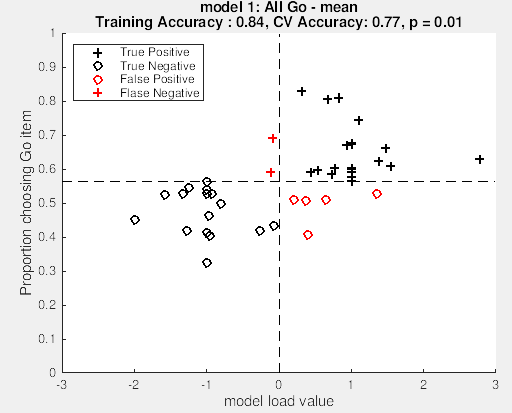 model 1: All Go - mean
Training Accuracy : 0.84, CV Accuracy: 0.77, p = 0.01
True Positive
True Negative
False Positive
Flase Negative
Proportion choosing Go item
1
0.9
0.8
0.7
0.6
0.5
0.4
0.3
0.2
0.1
0
-3 -2 -1 0 1 2 3
model load value